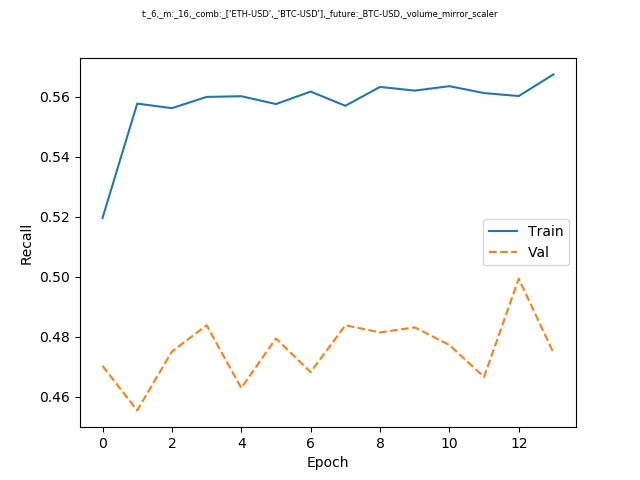 t:_6,_m:_16,_comb:_['ETH-USD',_'BTC-USD'],_future:_BTC-USD,_volume_mirror_scaler
0.56
0.54
0.52
0.50
0.48
0.46
Recall
Train
Val
0 2 4 6 8 10 12
Epoch